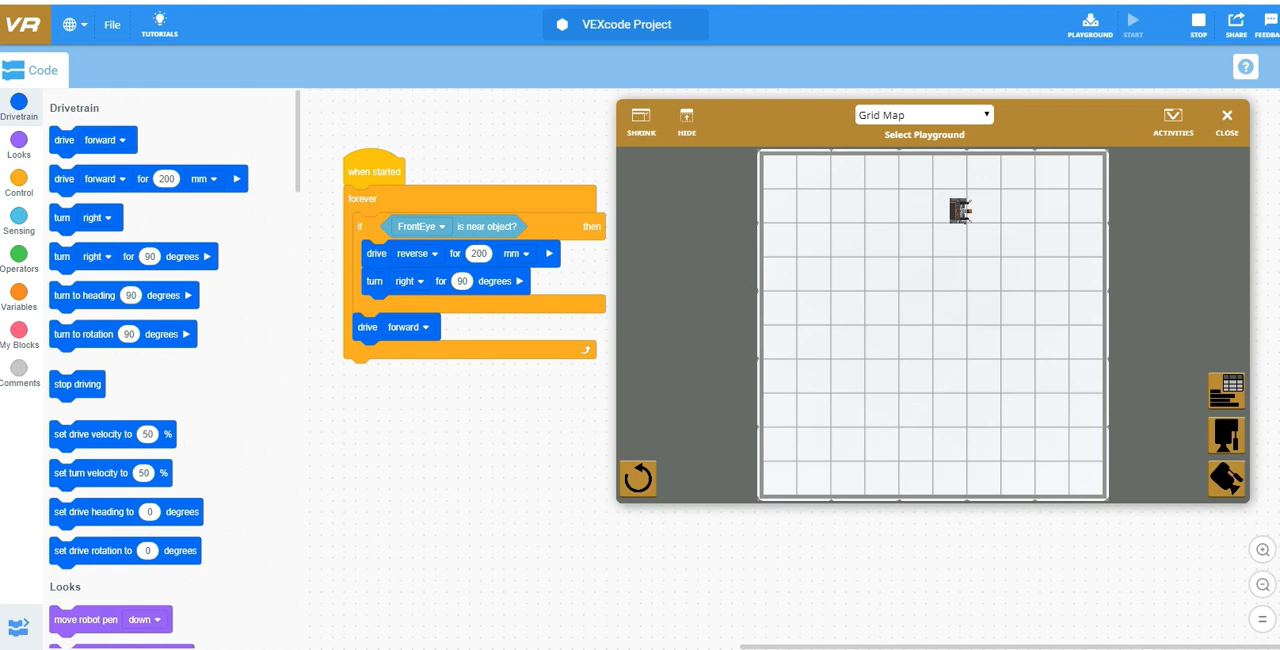 VR
File
TUTORIALS
VEXcode Project
PLAYGROUND
START
STOP
SHARE
FEEDBA
Code
?
Drivetrain
Looks
Control
Sensing
Operators
Variables
My Blocks
Comments
Drivetrain
drive forward
drive forward for 200 mm
turn right
turn right for 90 degrees
turn to heading 90 degrees
turn to rotation 90 degrees
stop driving
set drive velocity to 50 %
set turn velocity to 50 %
set drive heading to 0 degrees
set drive rotation to 0 degrees
Looks
move robot pen down
when started
forever
if FrontEye is near object? then
drive reverse for 200 mm
turn right for 90 degrees
drive forward
SHRINK
HIDE
Grid Map
Select Playground
ACTIVITIES
CLOSE